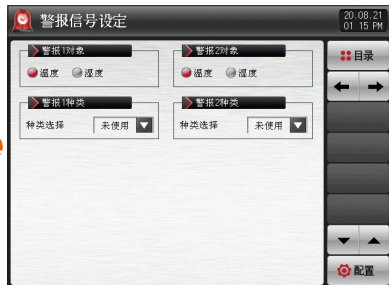 警报信号设定
20.08.21
01 15 PM
警报1对象
温度 湿度
警报2对象
温度 湿度
警报1种类
种类选择 未使用
警报2种类
种类选择 未使用
目录
配置